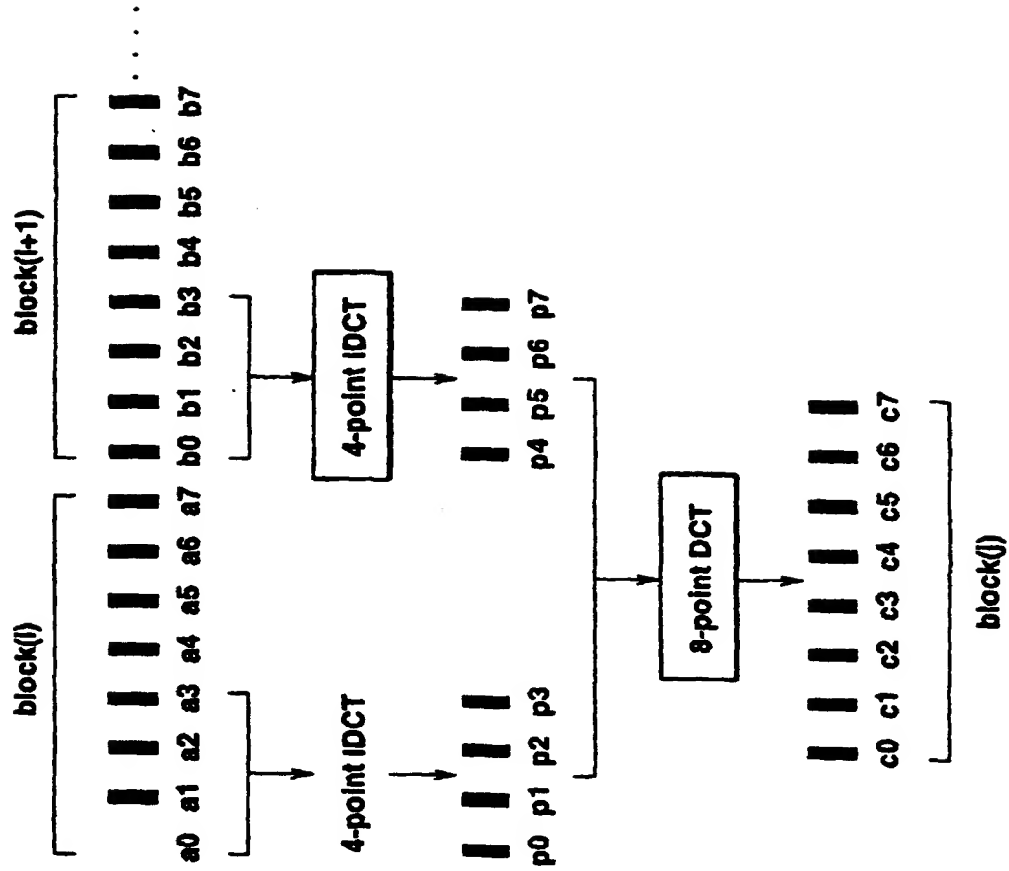 block(i) block(i+1)
a0 a1 a2 a3 a4 a5 a6 a7 b0 b1 b2 b3 b4 b5 b6 b7
4-point IDCT 4-point IDCT
p0 p1 p2 p3 p4 p5 p6 p7
8-point DCT
c0 c1 c2 c3 c4 c5 c6 c7
block(j)